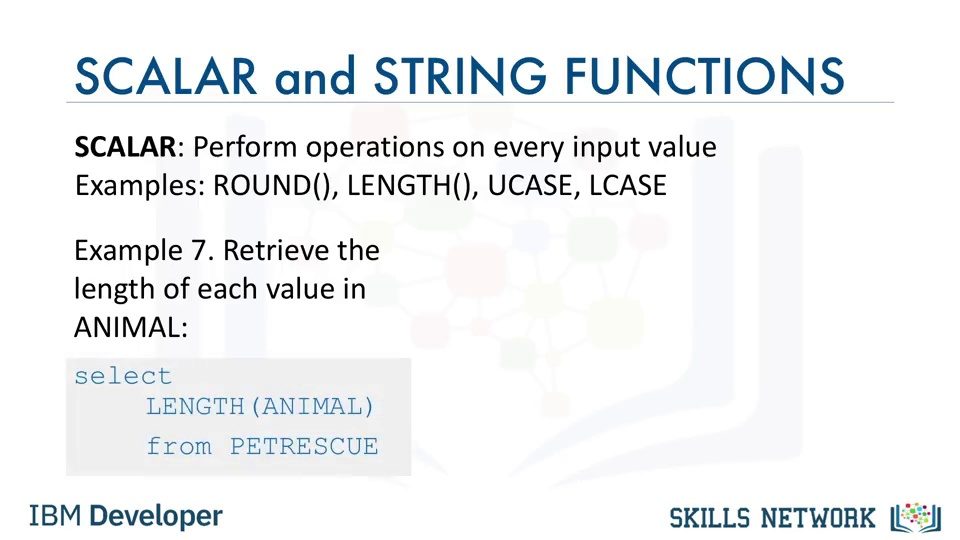 SCALAR and STRING FUNCTIONS
SCALAR: Perform operations on every input value
Examples: ROUND(), LENGTH(), UCASE, LCASE
Example 7. Retrieve the
length of each value in
ANIMAL:
select
LENGTH(ANIMAL)
from PETRESCUE
IBM Developer
SKILLS NETWORK